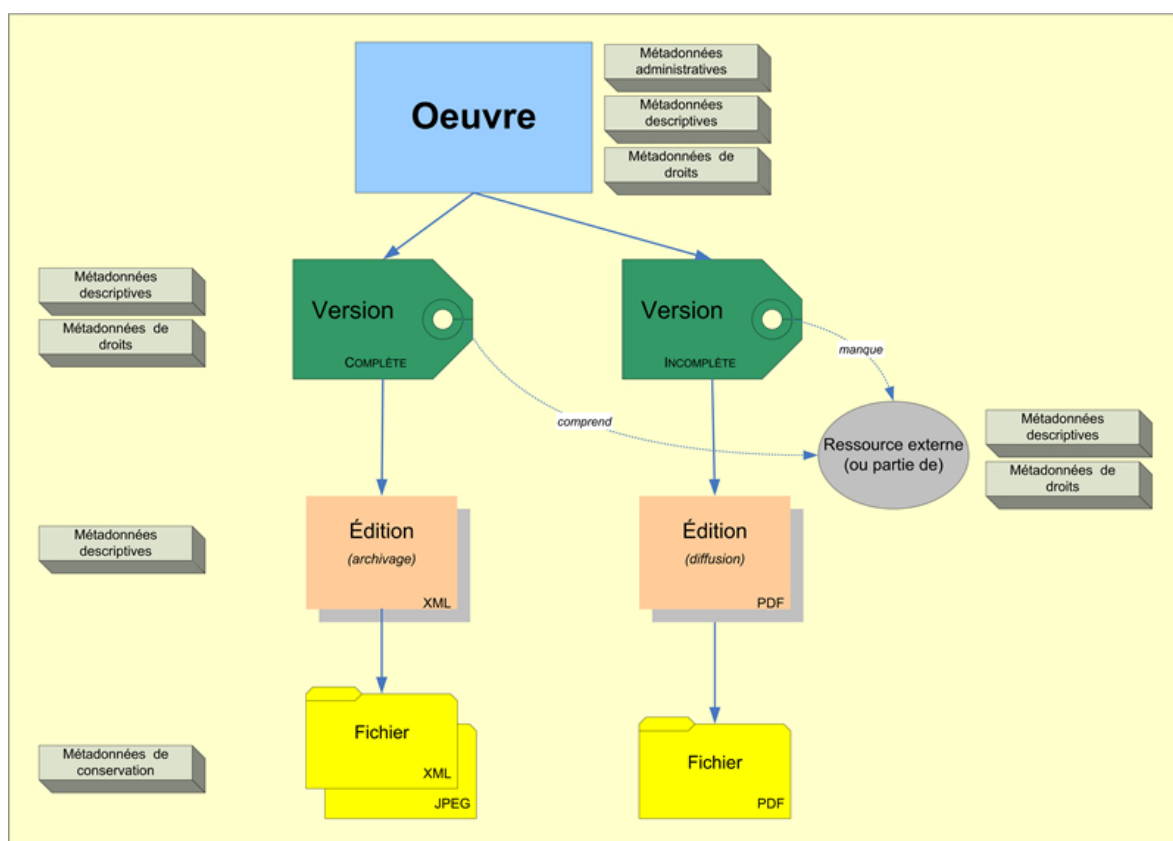 Oeuvre
Métadonnées
administratives
Métadonnées
descriptives
Métadonnées de
droits
Métadonnées
descriptives
Métadonnées de
droits
Version
COMPLÈTE
Version
INCOMPLÈTE
manque
comprend
Ressource externe
(ou partie de)
Métadonnées
descriptives
Métadonnées de
droits
Métadonnées
descriptives
Édition
(archivage)
XML
Édition
(diffusion)
PDF
Métadonnées de
conservation
Fichier
XML
JPEG
Fichier
PDF